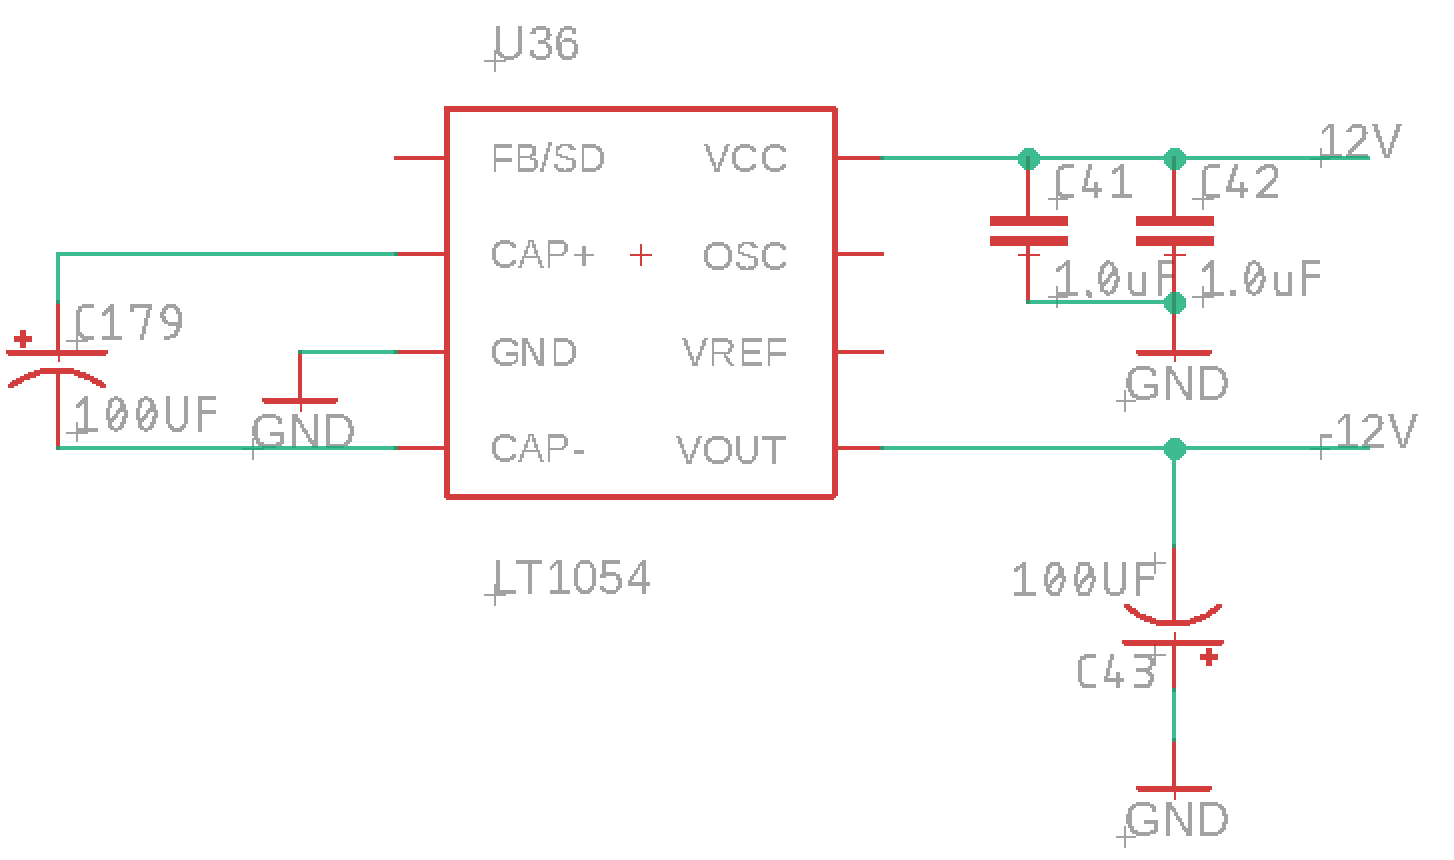 U36
FB/SD VCC 12V
C41 C42
CAP+ OSC
1.0uF 1.0uF
C179
GND VREF
GND
100UF GND
CAP- VOUT -12V
LT1054
100UF
C43
GND